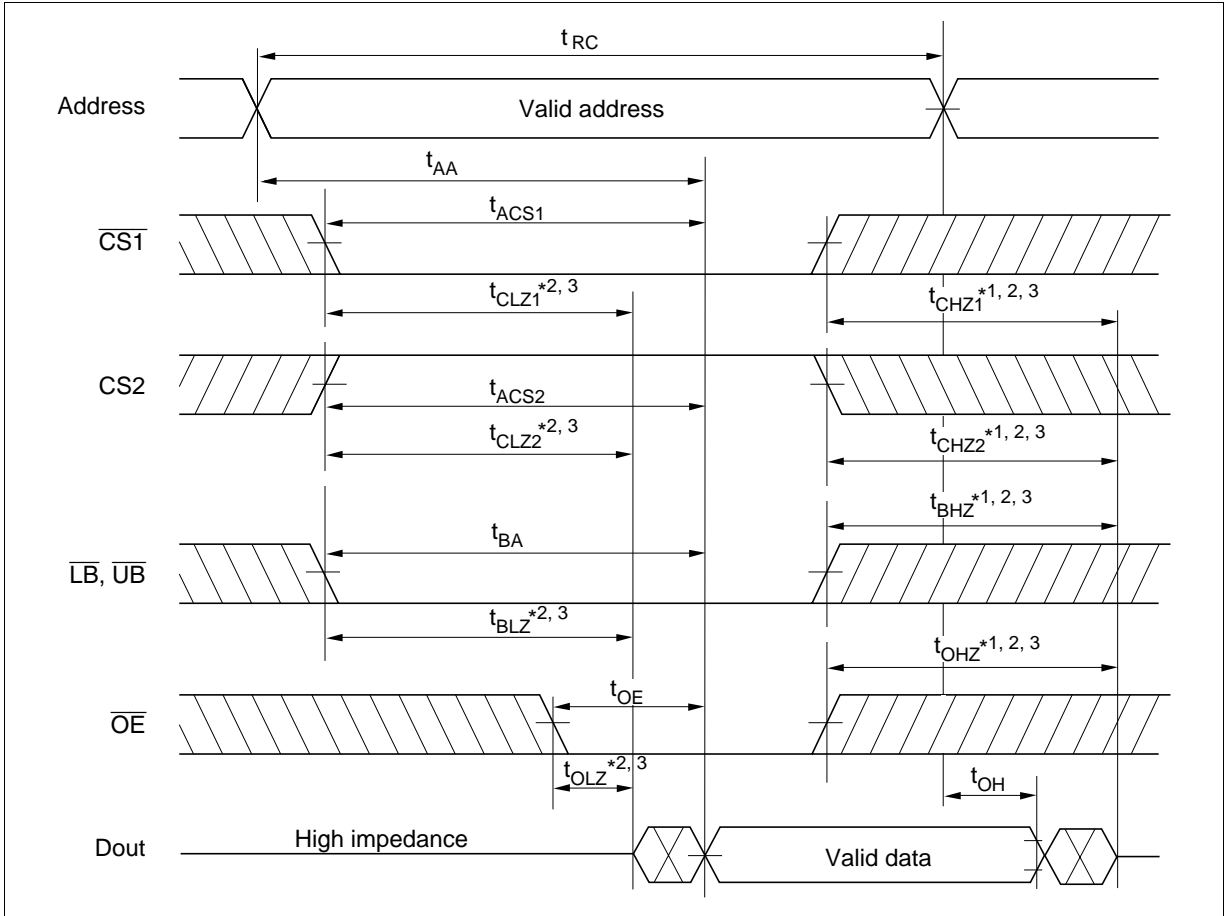 t RC
Address
Valid address
tAA
tACS1
CS1
tCLZ1*2, 3
tCHZ1*1, 2, 3
CS2
tACS2
tCLZ2*2, 3
tCHZ2*1, 2, 3
tBHZ*1, 2, 3
tBA
LB, UB
tBLZ*2, 3
tOHZ*1, 2, 3
tOE
OE
tOLZ*2, 3
tOH
High impedance
Dout
Valid data